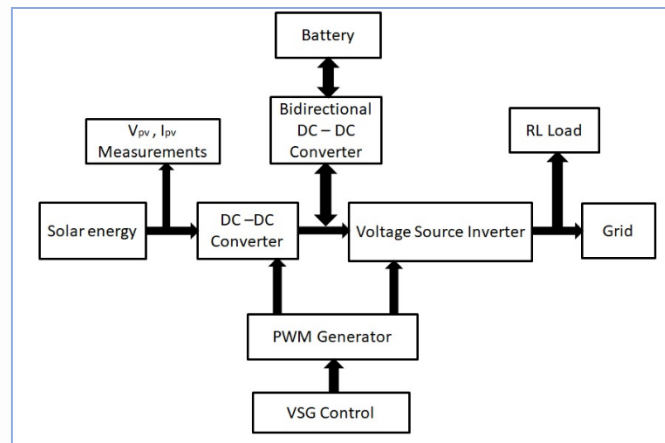 Battery
Bidirectional
DC – DC
Converter
Vpv , Ipv
Measurements
RL Load
Solar energy
DC –DC
Converter
Voltage Source Inverter
Grid
PWM Generator
VSG Control